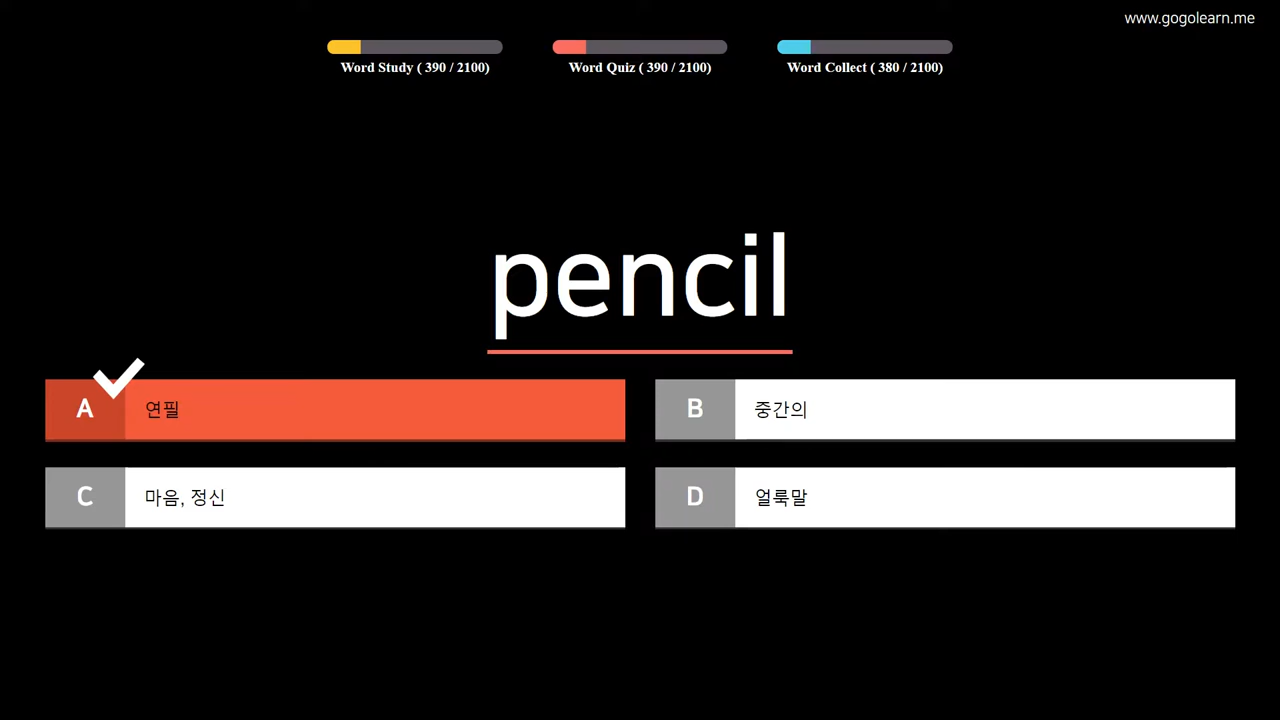 www.gogolearn.me
Word Study ( 390 / 2100)
Word Quiz ( 390 / 2100)
Word Collect ( 380 / 2100)
pencil
A 연필
B 중간의
C 마음, 정신
D 얼룩말